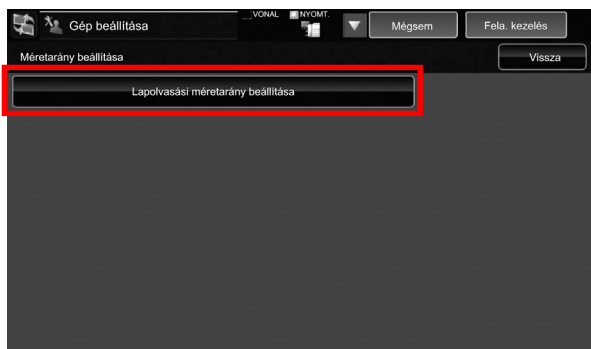 Gép beállítása
VONAL
NYOMT.
Mégsem
Fela. kezelés
Méretarány beállítása
Vissza
Lapolvasási méretarány beállítása